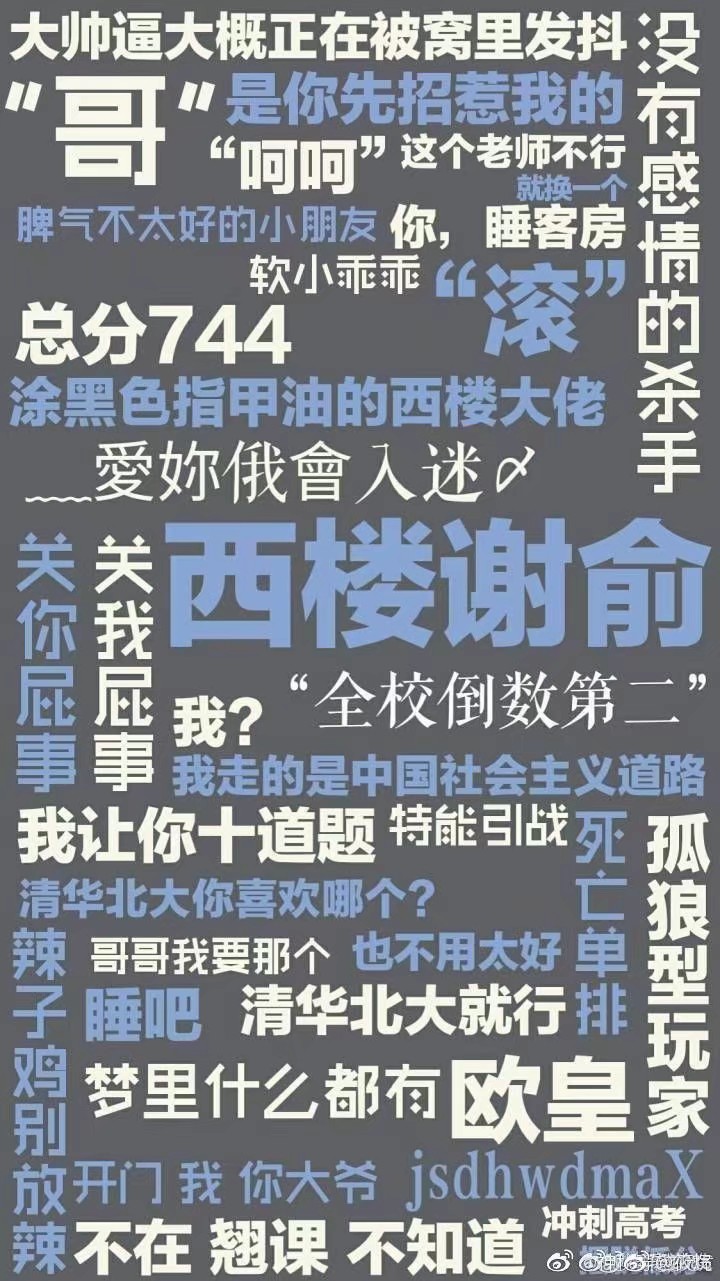 大帅逼大概正在被窝里发抖
没有感情的杀手
“哥”
是你先招惹我的
“呵呵”
这个老师不行
就换一个
脾气不太好的小朋友
你，睡客房
软小乖乖
“滚”
总分744
涂黑色指甲油的西楼大佬
﹏愛妳俄會入迷〆
关你屁事
关我屁事
西楼谢俞
“全校倒数第二”
我?
我走的是中国社会主义道路
我让你十道题
特能引战
死亡单排
孤狼型玩家
清华北大你喜欢哪个?
辣子鸡别放辣
哥哥我要那个
也不用太好
睡吧
清华北大就行
梦里什么都有
欧皇
开门 我 你大爷
jsdhwdmaX
不在 翘课 不知道
冲刺高考